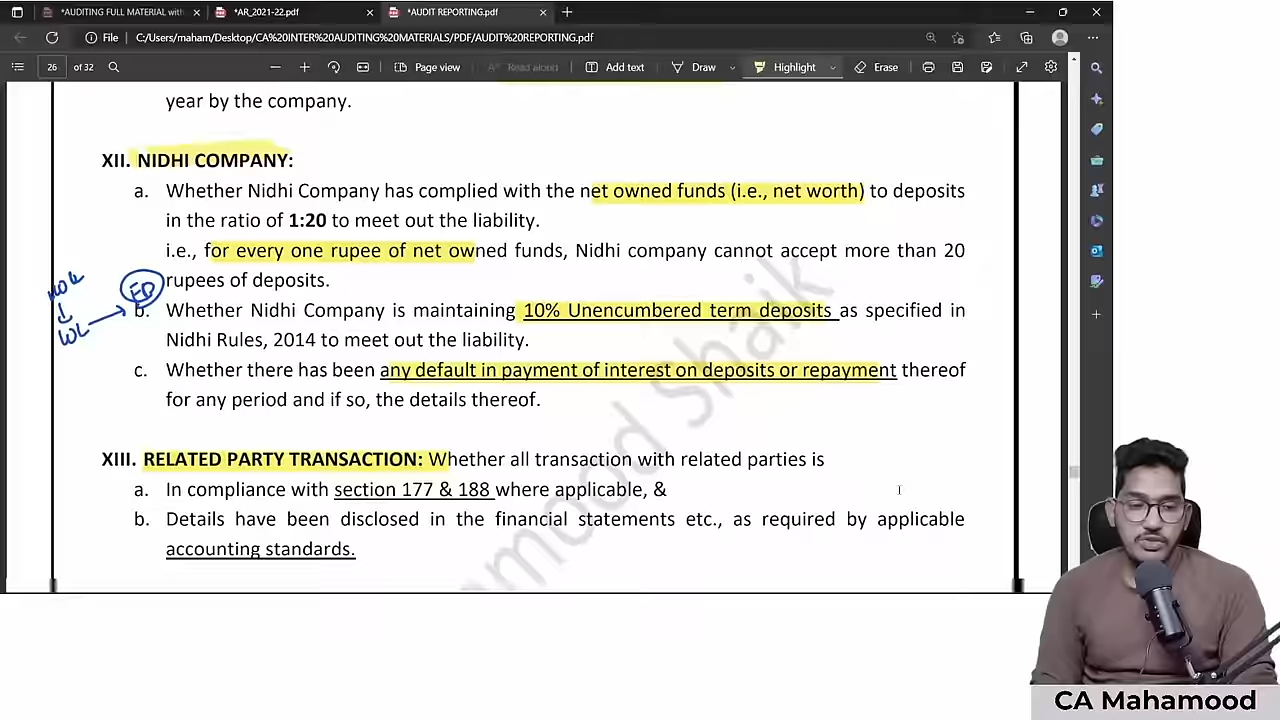 *AUDITING FULL MATERIAL with
*AR_2021-22.pdf
*AUDIT REPORTING.pdf
File
C:/Users/maham/Desktop/CA%20INTER%20AUDITING%20MATERIALS/PDF/AUDIT%20REPORTING.pdf
26 of 32
Page view
Read aloud
Add text
Draw
Highlight
Erase
year by the company.
XII. NIDHI COMPANY:
a. Whether Nidhi Company has complied with the net owned funds (i.e., net worth) to deposits
in the ratio of 1:20 to meet out the liability.
i.e., for every one rupee of net owned funds, Nidhi company cannot accept more than 20
rupees of deposits.
b. Whether Nidhi Company is maintaining 10% Unencumbered term deposits as specified in
Nidhi Rules, 2014 to meet out the liability.
c. Whether there has been any default in payment of interest on deposits or repayment thereof
for any period and if so, the details thereof.
XIII. RELATED PARTY TRANSACTION: Whether all transaction with related parties is
a. In compliance with section 177 & 188 where applicable, &
b. Details have been disclosed in the financial statements etc., as required by applicable
accounting standards.
amood Shaik
CA Mahamood